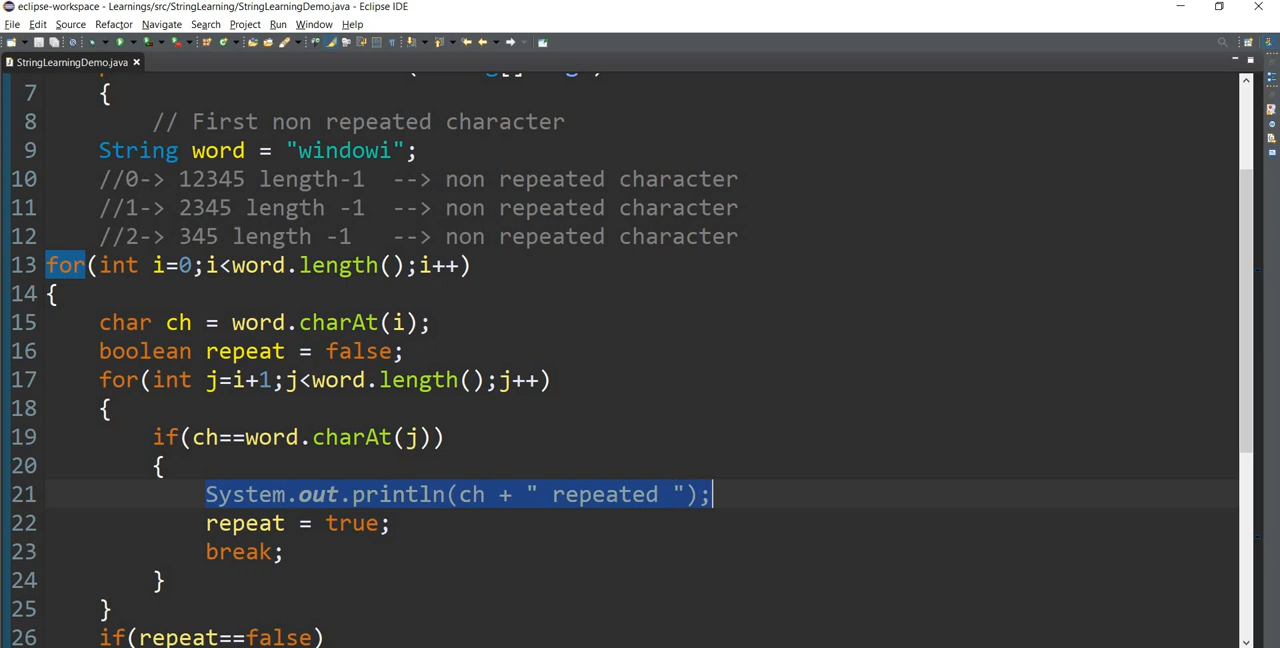 eclipse-workspace - Learnings/src/StringLearning/StringLearningDemo.java - Eclipse IDE
File Edit Source Refactor Navigate Search Project Run Window Help
StringLearningDemo.java
7 {
8 // First non repeated character
9 String word = "windowi";
10 //0-> 12345 length-1 --> non repeated character
11 //1-> 2345 length -1 --> non repeated character
12 //2-> 345 length -1 --> non repeated character
13 for(int i=0;i<word.length();i++)
14 {
15 char ch = word.charAt(i);
16 boolean repeat = false;
17 for(int j=i+1;j<word.length();j++)
18 {
19 if(ch==word.charAt(j))
20 {
21 System.out.println(ch + " repeated ");
22 repeat = true;
23 break;
24 }
25 }
26 if(repeat==false)